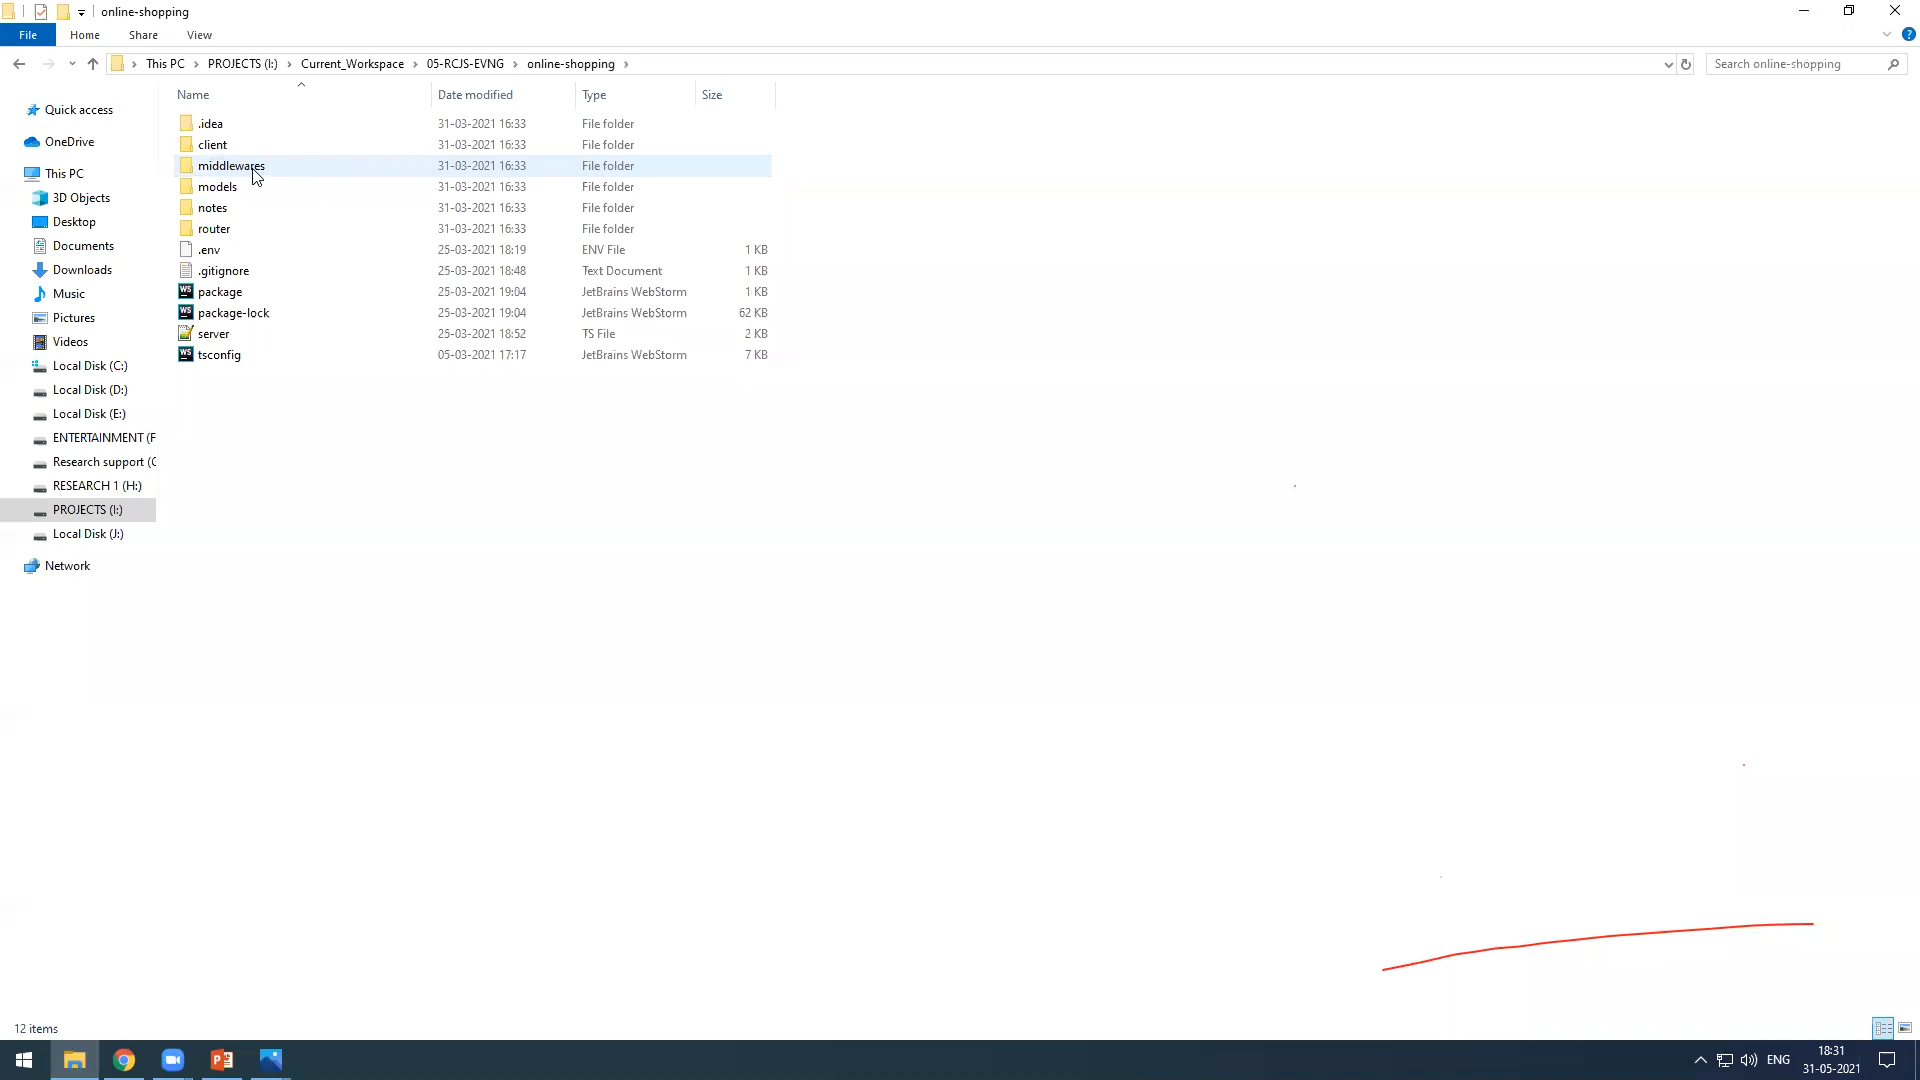 online-shopping
File Home Share View
This PC PROJECTS (I:) Current_Workspace 05-RCJS-EVNG online-shopping Search online-shopping
Name Date modified Type Size
Quick access
OneDrive
This PC
3D Objects
Desktop
Documents
Downloads
Music
Pictures
Videos
Local Disk (C:)
Local Disk (D:)
Local Disk (E:)
ENTERTAINMENT (F
Research support (G
RESEARCH 1 (H:)
PROJECTS (I:)
Local Disk (J:)
Network
.idea 31-03-2021 16:33 File folder
client 31-03-2021 16:33 File folder
middlewares 31-03-2021 16:33 File folder
models 31-03-2021 16:33 File folder
notes 31-03-2021 16:33 File folder
router 31-03-2021 16:33 File folder
.env 25-03-2021 18:19 ENV File 1 KB
.gitignore 25-03-2021 18:48 Text Document 1 KB
package 25-03-2021 19:04 JetBrains WebStorm 1 KB
package-lock 25-03-2021 19:04 JetBrains WebStorm 62 KB
server 25-03-2021 18:52 TS File 2 KB
tsconfig 05-03-2021 17:17 JetBrains WebStorm 7 KB
12 items
ENG
18:31
31-05-2021